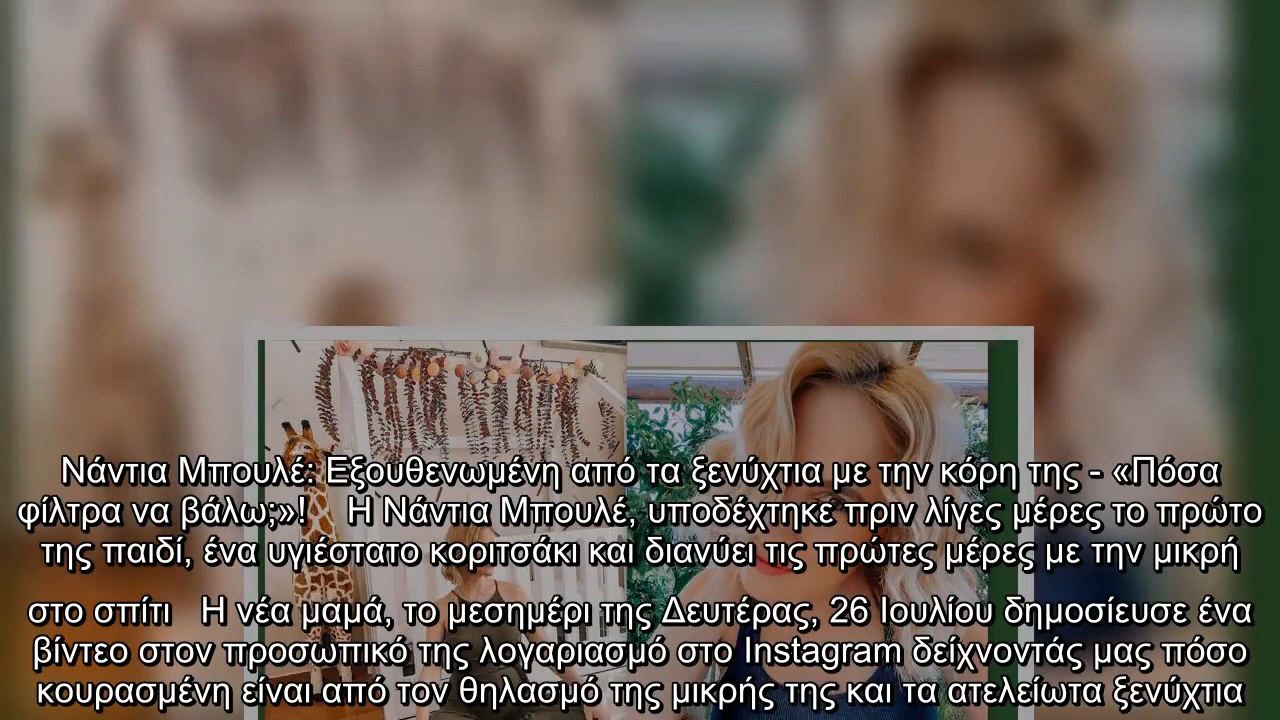 Νάντια Μπουλέ: Εξουθενωμένη από τα ξενύχτια με την κόρη της - «Πόσα
φίλτρα να βάλω;»! Η Νάντια Μπουλέ, υποδέχτηκε πριν λίγες μέρες το πρώτο
της παιδί, ένα υγιέστατο κοριτσάκι και διανύει τις πρώτες μέρες με την μικρή
στο σπίτι Η νέα μαμά, το μεσημέρι της Δευτέρας, 26 Ιουλίου δημοσίευσε ένα
βίντεο στον προσωπικό της λογαριασμό στο Instagram δείχνοντάς μας πόσο
κουρασμένη είναι από τον θηλασμό της μικρής της και τα ατελείωτα ξενύχτια